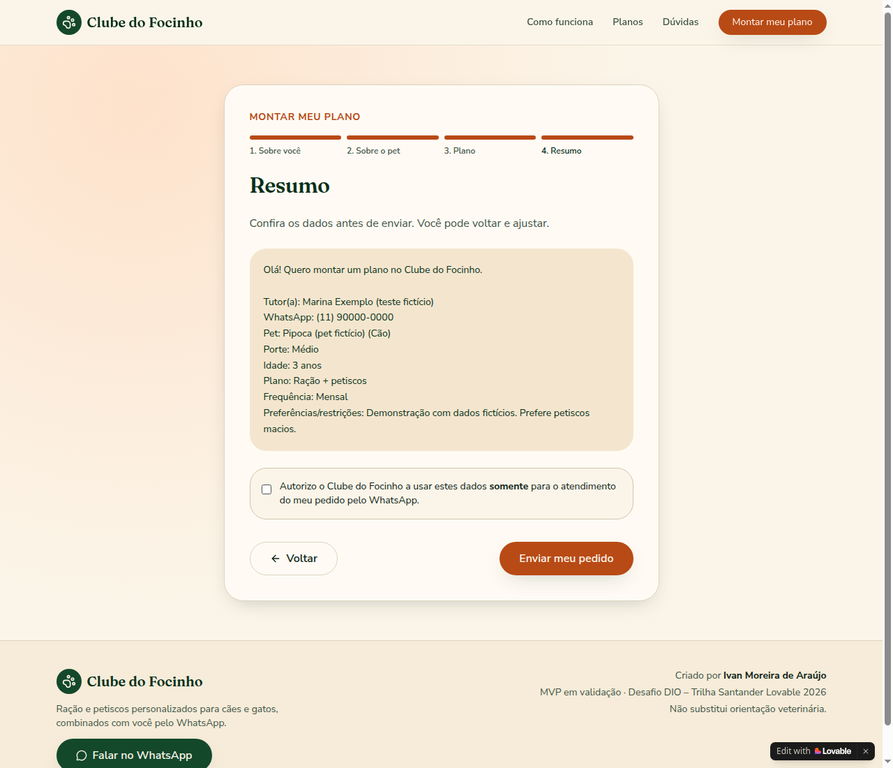 Clube do Focinho
Como funciona
Planos
Dúvidas
Montar meu plano
MONTAR MEU PLANO
1. Sobre você
2. Sobre o pet
3. Plano
4. Resumo
Resumo
Confira os dados antes de enviar. Você pode voltar e ajustar.
Olá! Quero montar um plano no Clube do Focinho.
Tutor(a): Marina Exemplo (teste fictício)
WhatsApp: (11) 90000-0000
Pet: Pipoca (pet fictício) (Cão)
Porte: Médio
Idade: 3 anos
Plano: Ração + petiscos
Frequência: Mensal
Preferências/restrições: Demonstração com dados fictícios. Prefere petiscos
macios.
Autorizo o Clube do Focinho a usar estes dados somente para o atendimento
do meu pedido pelo WhatsApp.
← Voltar
Enviar meu pedido
Clube do Focinho
Ração e petiscos personalizados para cães e gatos,
combinados com você pelo WhatsApp.
Falar no WhatsApp
Criado por Ivan Moreira de Araújo
MVP em validação · Desafio DIO – Trilha Santander Lovable 2026
Não substitui orientação veterinária.
Edit with Lovable ×